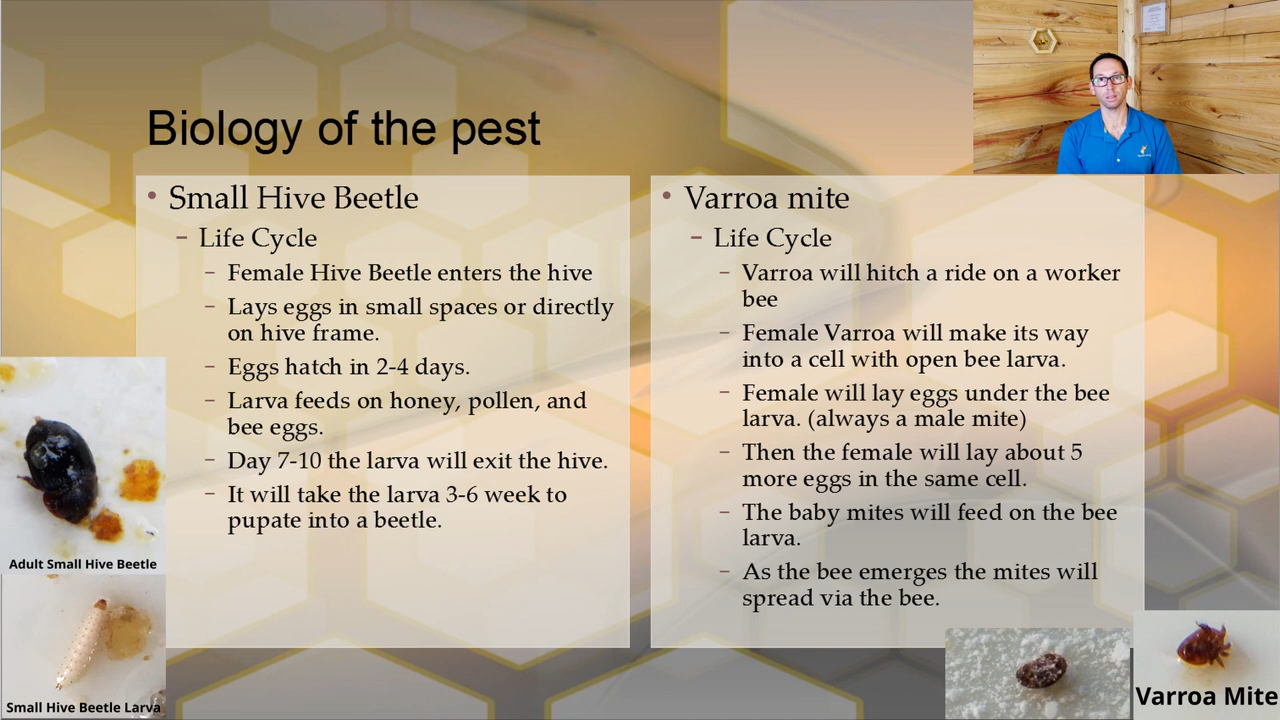 Biology of the pest
• Small Hive Beetle
– Life Cycle
– Female Hive Beetle enters the hive
– Lays eggs in small spaces or directly
on hive frame.
– Eggs hatch in 2-4 days.
– Larva feeds on honey, pollen, and
bee eggs.
– Day 7-10 the larva will exit the hive.
– It will take the larva 3-6 week to
pupate into a beetle.
• Varroa mite
– Life Cycle
– Varroa will hitch a ride on a worker
bee
– Female Varroa will make its way
into a cell with open bee larva.
– Female will lay eggs under the bee
larva. (always a male mite)
– Then the female will lay about 5
more eggs in the same cell.
– The baby mites will feed on the bee
larva.
– As the bee emerges the mites will
spread via the bee.
Adult Small Hive Beetle
Small Hive Beetle Larva
Varroa Mite